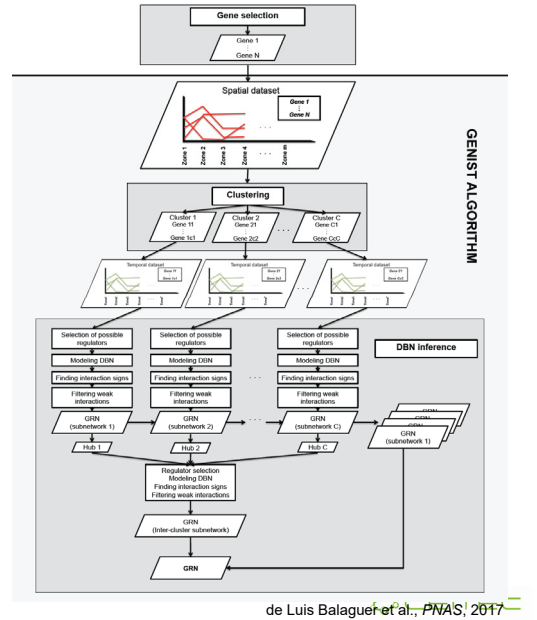 Gene selection
Gene 1
Gene N
Spatial dataset
Gene 1
Gene N
Zone 1
Zone 2
Zone 3
Zone 4
Zone m
GENIST ALGORITHM
Clustering
Cluster 1
Gene 11
Gene 1c1
Cluster 2
Gene 21
Gene 2c2
Cluster C
Gene C1
Gene CcC
Temporal dataset
Temporal dataset
Temporal dataset
DBN inference
Selection of possible
regulators
Modeling DBN
Finding interaction signs
Filtering weak
interactions
GRN
(subnetwork 1)
Hub 1
Selection of possible
regulators
Modeling DBN
Finding interaction signs
Filtering weak
interactions
GRN
(subnetwork 2)
Hub 2
Selection of possible
regulators
Modeling DBN
Finding interaction signs
Filtering weak
interactions
GRN
(subnetwork C)
Hub C
GRN
(subnetwork 1)
Regulator selection
Modeling DBN
Finding interaction signs
Filtering weak interactions
GRN
(Inter-cluster subnetwork)
GRN
de Luis Balaguer et al., PNAS, 2017